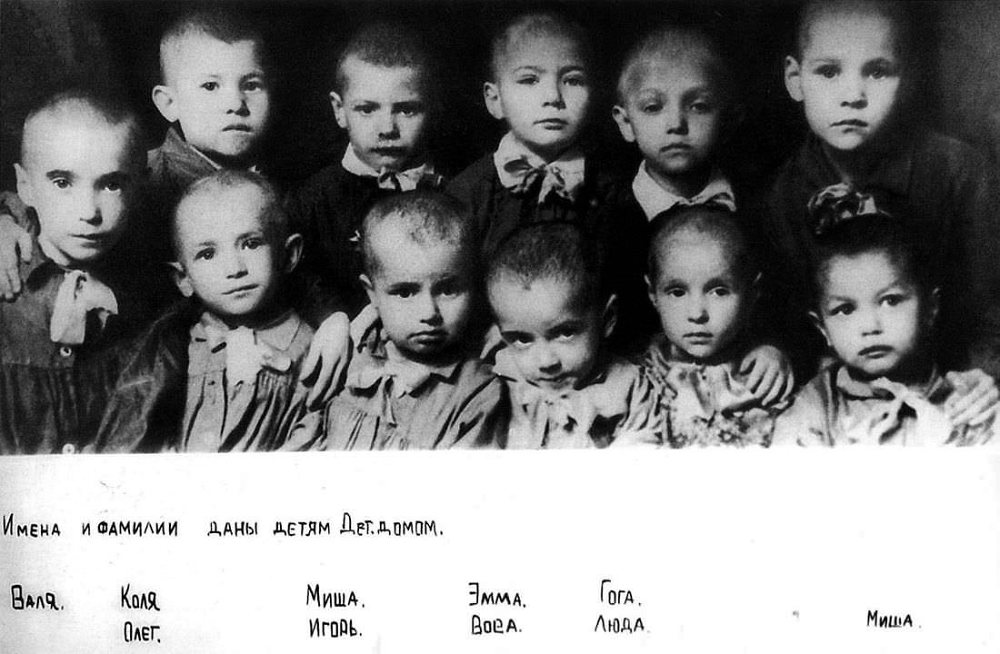 Имена и фамилии даны детям Дет.домом.
Валя. Коля Миша. Эмма. Гога.
Олег. Игорь. Вова. Люда Миша.